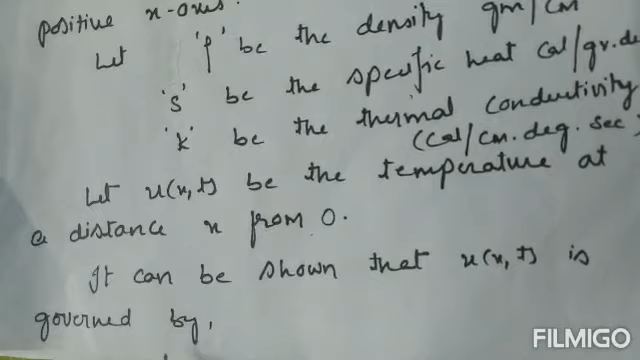 positive x-axis.
Let 'ρ' be the density gm/cm
's' be the specific heat cal/gr.de
'k' be the thermal conductivity
(cal/cm.deg.sec)
Let u(x,t) be the temperature at
a distance x from 0.
It can be shown that u(x,t) is
governed by,
FILMIGO